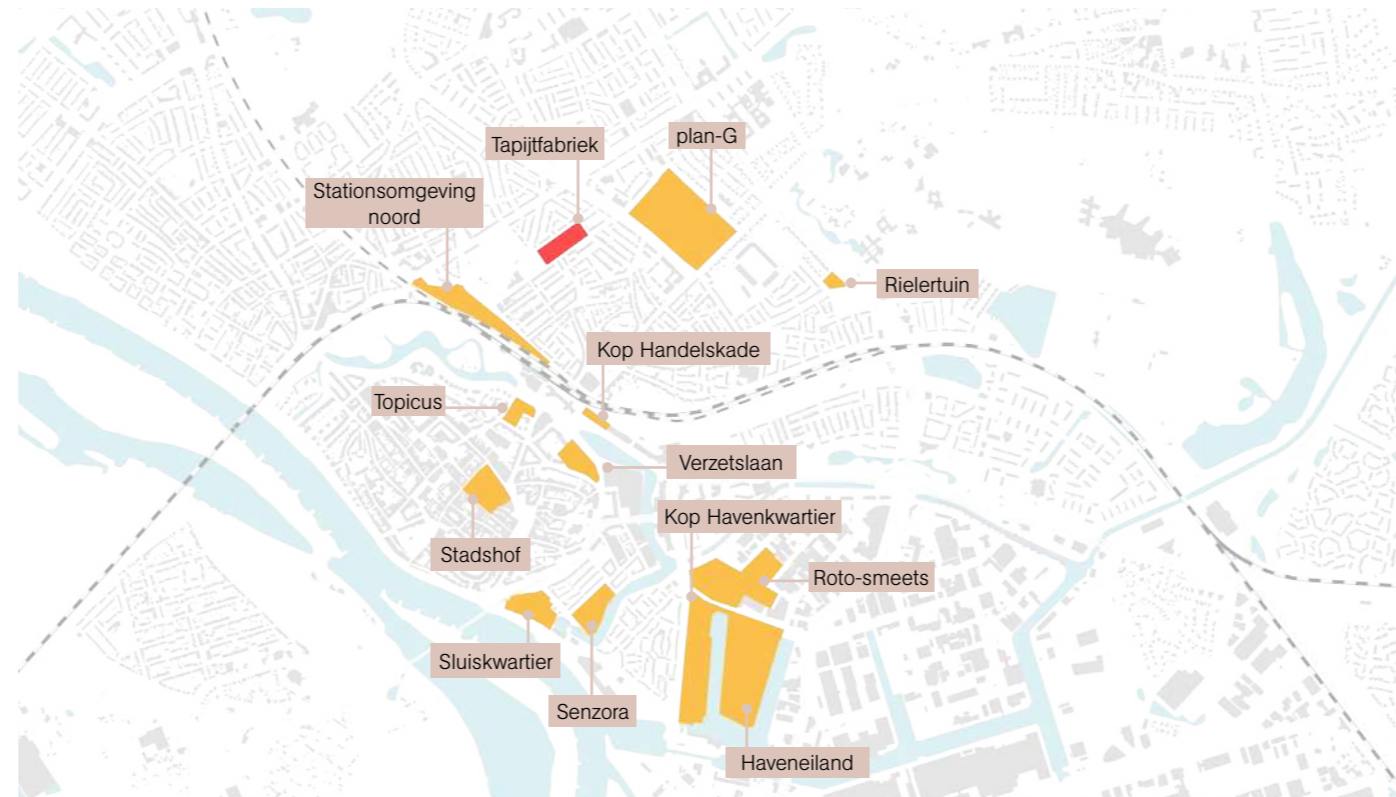 plan-G
Tapijtfabriek
Stationsomgeving
noord
Rielertuin
Kop Handelskade
Topicus
Verzetslaan
Kop Havenkwartier
Stadshof
Roto-smeets
Sluiskwartier
Senzora
Haveneiland